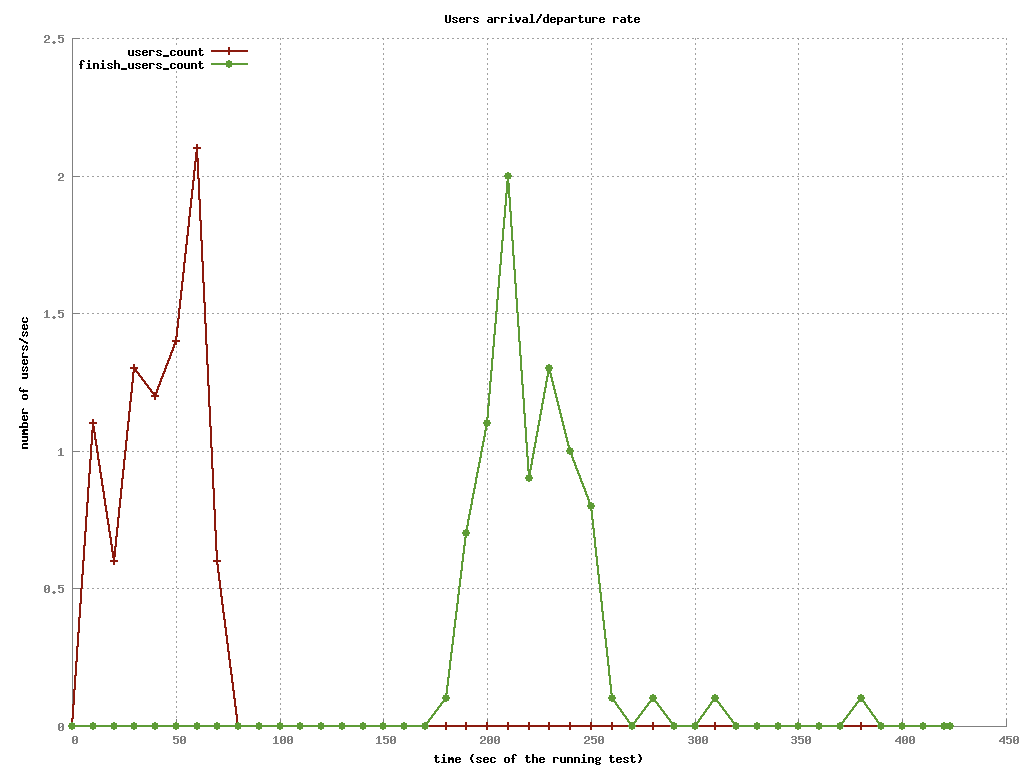 Users arrival/departure rate
users_count
finish_users_count
2.5
2
1.5
1
0.5
0
number of users/sec
0 50 100 150 200 250 300 350 400 450
time (sec of the running test)